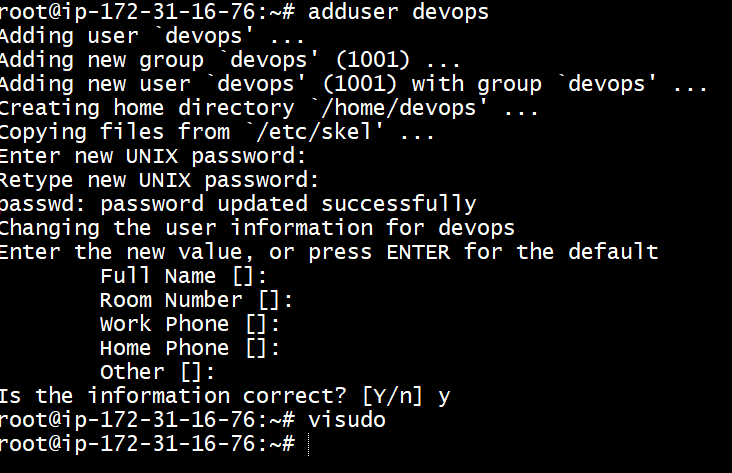 root@ip-172-31-16-76:~# adduser devops
Adding user `devops' ...
Adding new group `devops' (1001) ...
Adding new user `devops' (1001) with group `devops' ...
Creating home directory `/home/devops' ...
Copying files from `/etc/skel' ...
Enter new UNIX password:
Retype new UNIX password:
passwd: password updated successfully
Changing the user information for devops
Enter the new value, or press ENTER for the default
        Full Name []:
        Room Number []:
        Work Phone []:
        Home Phone []:
        Other []:
Is the information correct? [Y/n] y
root@ip-172-31-16-76:~# visudo
root@ip-172-31-16-76:~#